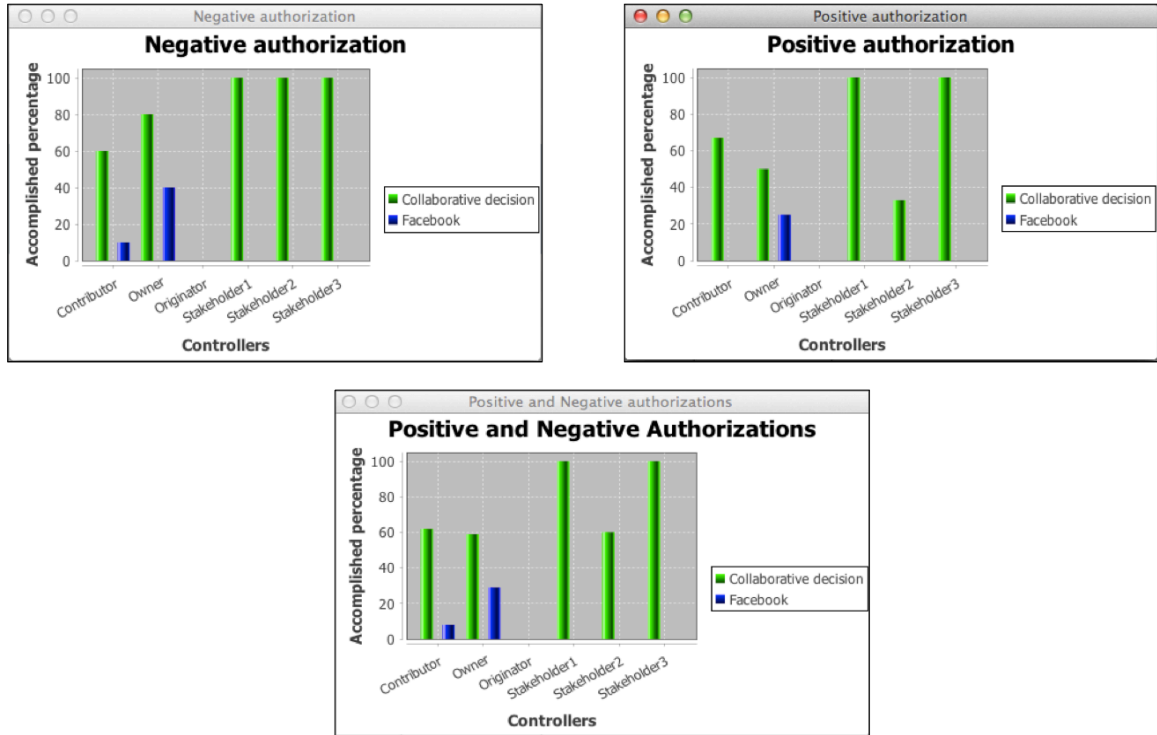 Negative authorization
Negative authorization
Accomplished percentage
100
80
60
40
20
0
Contributor
Owner
Originator
Stakeholder1
Stakeholder2
Stakeholder3
Controllers
Collaborative decision
Facebook
Positive authorization
Positive authorization
Accomplished percentage
100
80
60
40
20
0
Contributor
Owner
Originator
Stakeholder1
Stakeholder2
Stakeholder3
Controllers
Collaborative decision
Facebook
Positive and Negative authorizations
Positive and Negative Authorizations
Accomplished percentage
100
80
60
40
20
0
Contributor
Owner
Originator
Stakeholder1
Stakeholder2
Stakeholder3
Controllers
Collaborative decision
Facebook